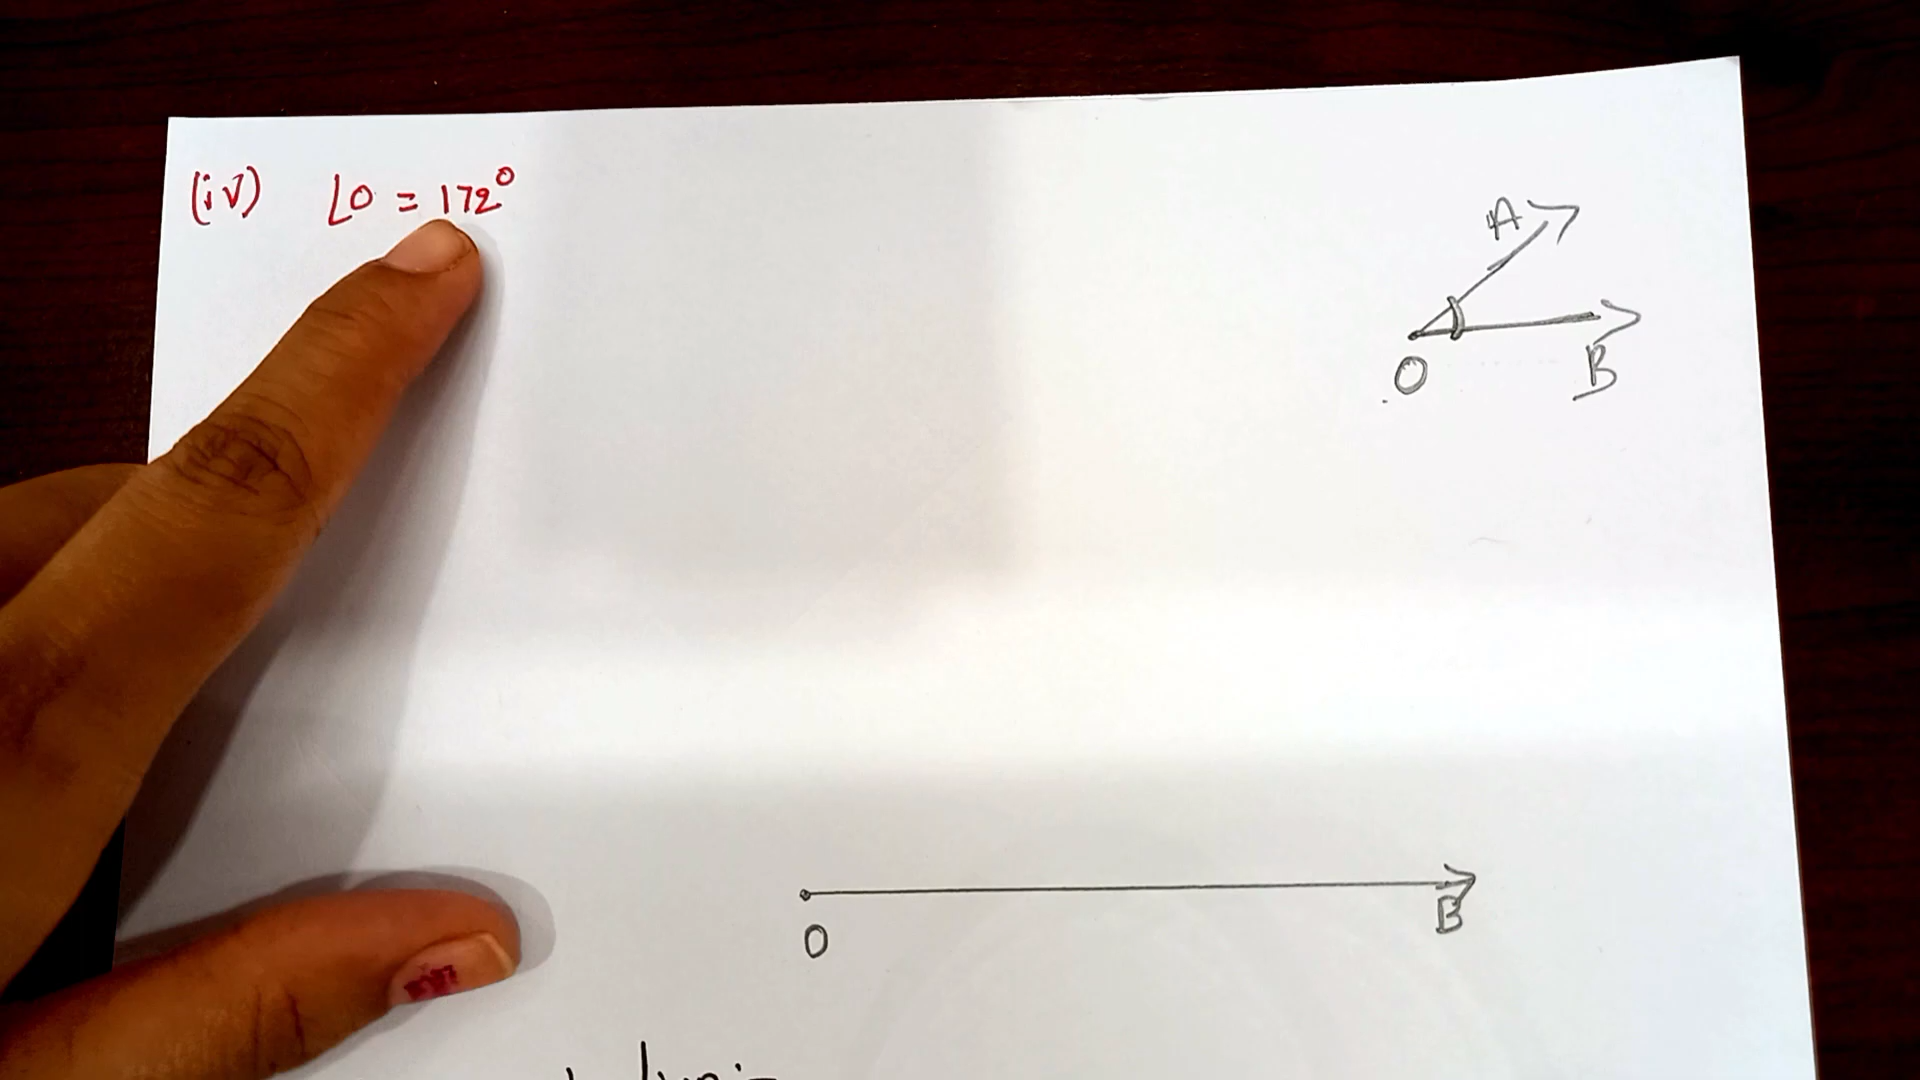 (iv) ∠O = 172°
A
O
B
O
B